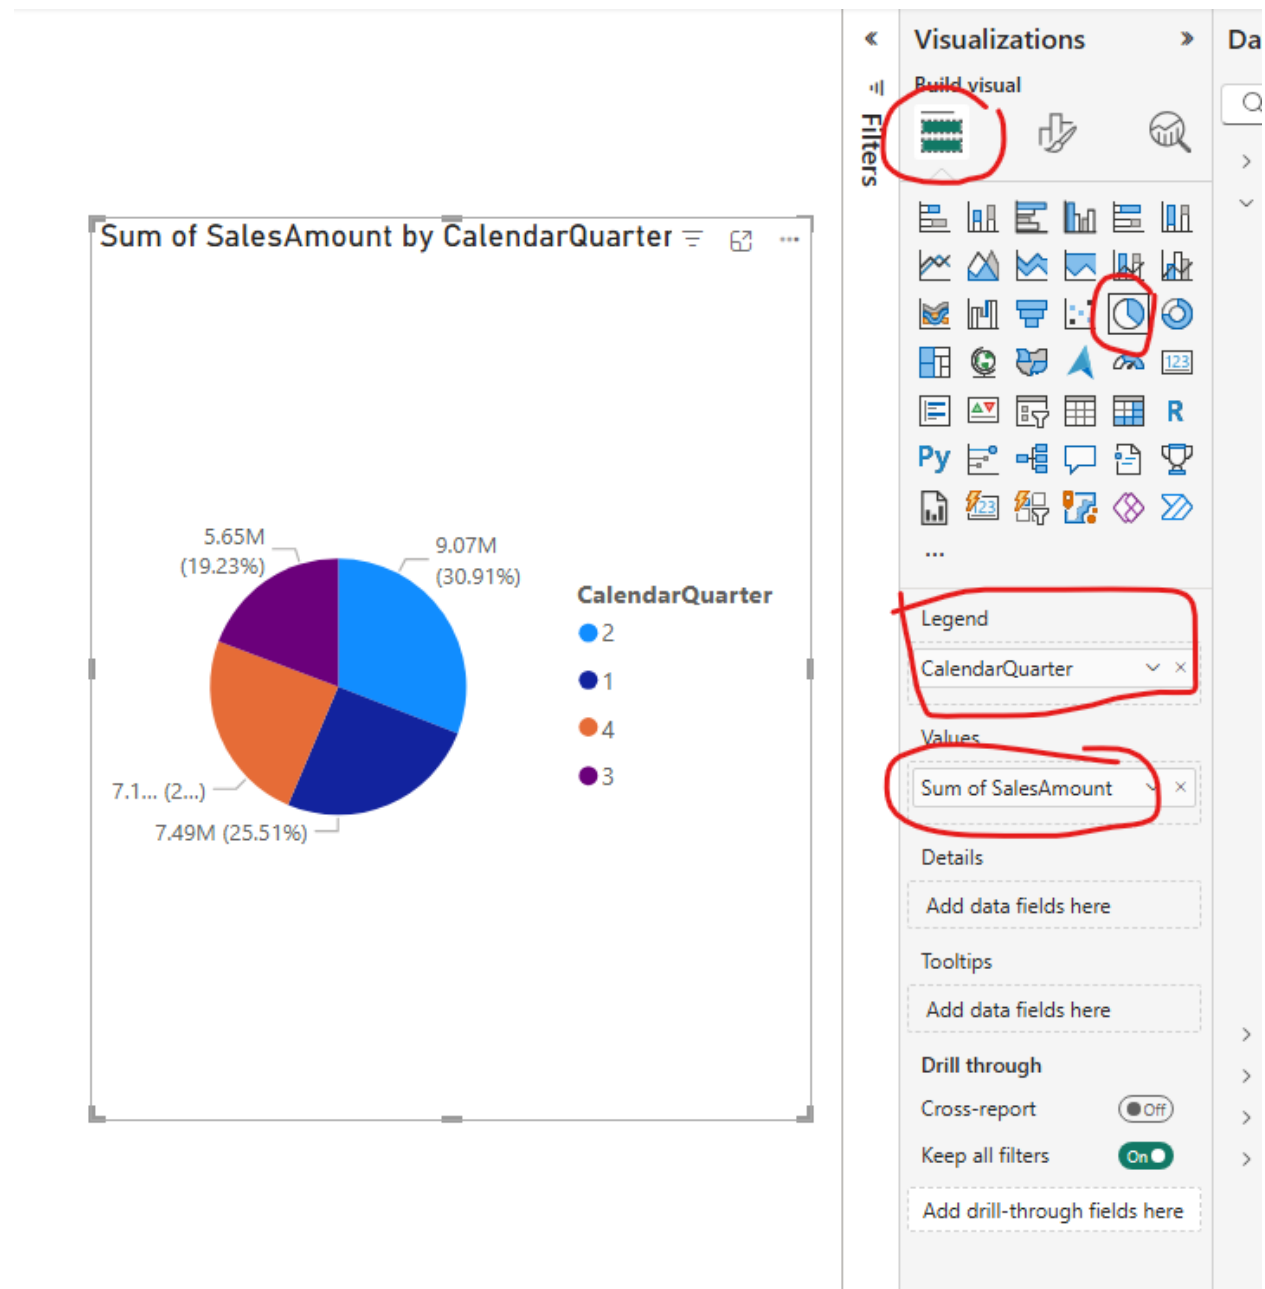 Visualizations
Da
Build visual
Filters
Sum of SalesAmount by CalendarQuarter
123
R
Py
123
5.65M
(19.23%)
9.07M
(30.91%)
CalendarQuarter
2
1
4
3
7.1... (2...)
7.49M (25.51%)
Legend
CalendarQuarter
Values
Sum of SalesAmount
Details
Add data fields here
Tooltips
Add data fields here
Drill through
Cross-report
Off
Keep all filters
On
Add drill-through fields here